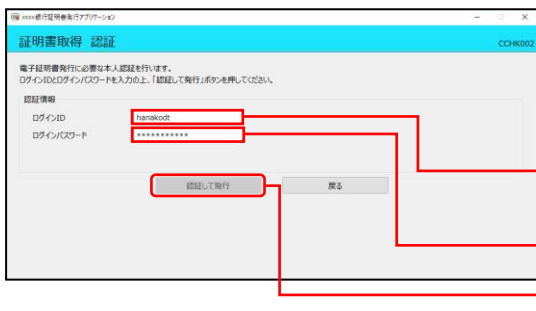 xxxx銀行証明書発行アプリケーション
証明書取得 認証
CCHK002
電子証明書発行に必要な本人認証を行います。
ログインIDとログインパスワードを入力の上、「認証して発行」ボタンを押してください。
認証情報
ログインID
hanakodt
ログインパスワード
***********
認証して発行
戻る